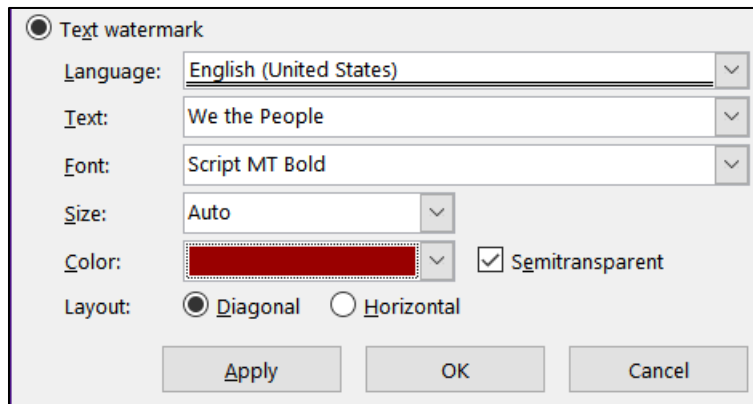 Text watermark
Language: English (United States)
Text: We the People
Font: Script MT Bold
Size: Auto
Color: Semitransparent
Layout: Diagonal Horizontal
Apply OK Cancel